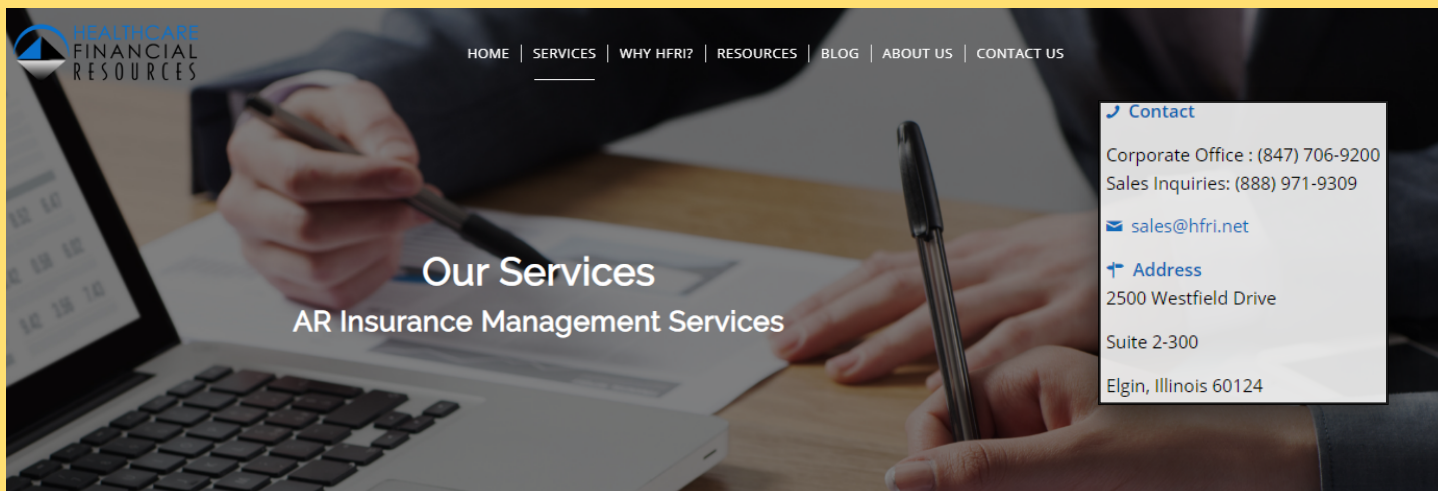 HEALTHCARE
FINANCIAL
RESOURCES
HOME | SERVICES | WHY HFRI? | RESOURCES | BLOG | ABOUT US | CONTACT US
Contact
Corporate Office : (847) 706-9200
Sales Inquiries: (888) 971-9309
sales@hfri.net
Address
2500 Westfield Drive
Suite 2-300
Elgin, Illinois 60124
Our Services
AR Insurance Management Services